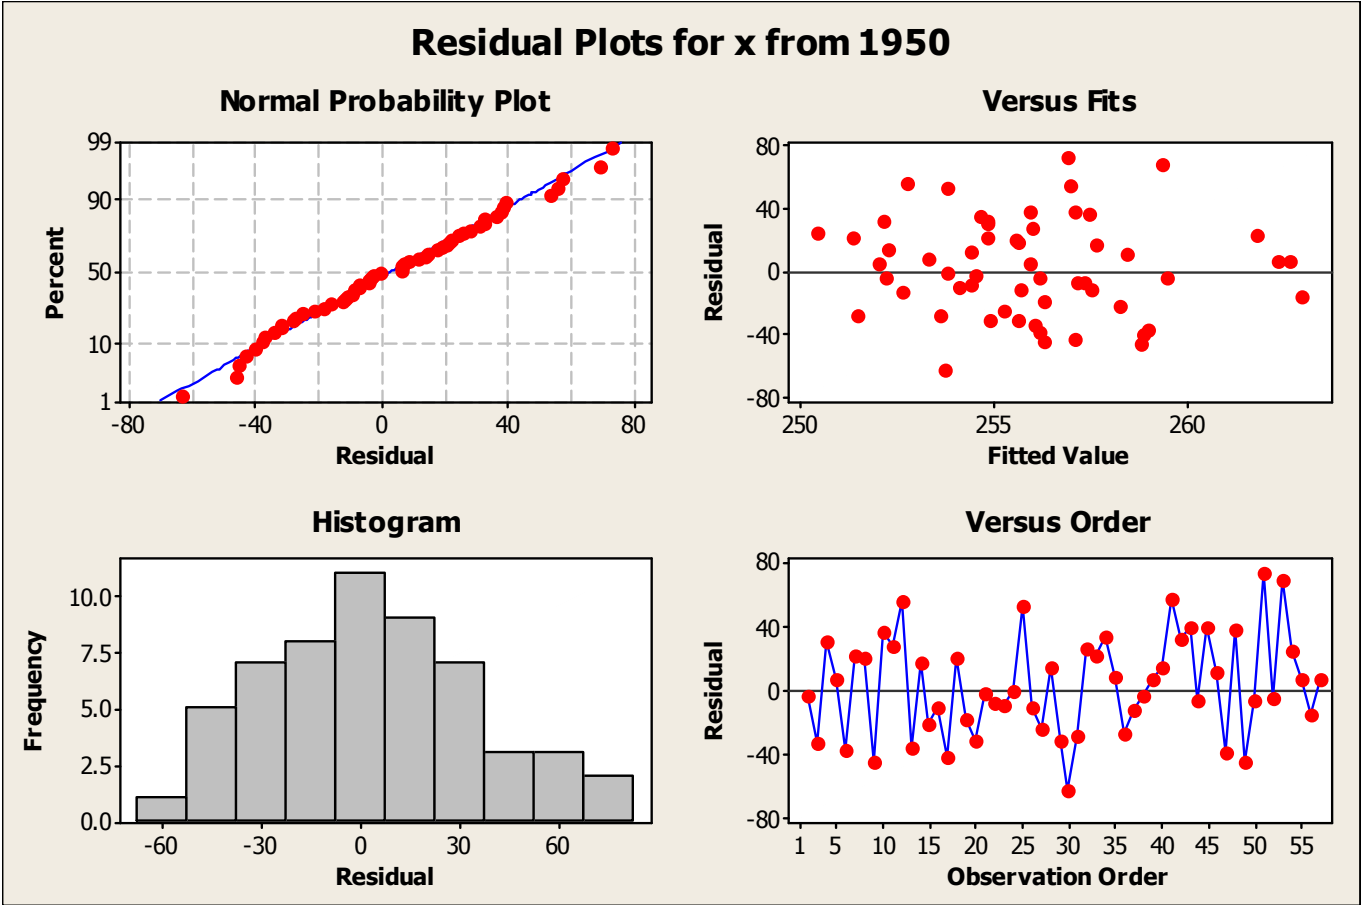 Residual Plots for x from 1950
Normal Probability Plot
99
90
50
10
1
Percent
-80 -40 0 40 80
Residual
Versus Fits
80
40
0
-40
-80
Residual
250 255 260
Fitted Value
Histogram
10.0
7.5
5.0
2.5
0.0
Frequency
-60 -30 0 30 60
Residual
Versus Order
80
40
0
-40
-80
Residual
1 5 10 15 20 25 30 35 40 45 50 55
Observation Order